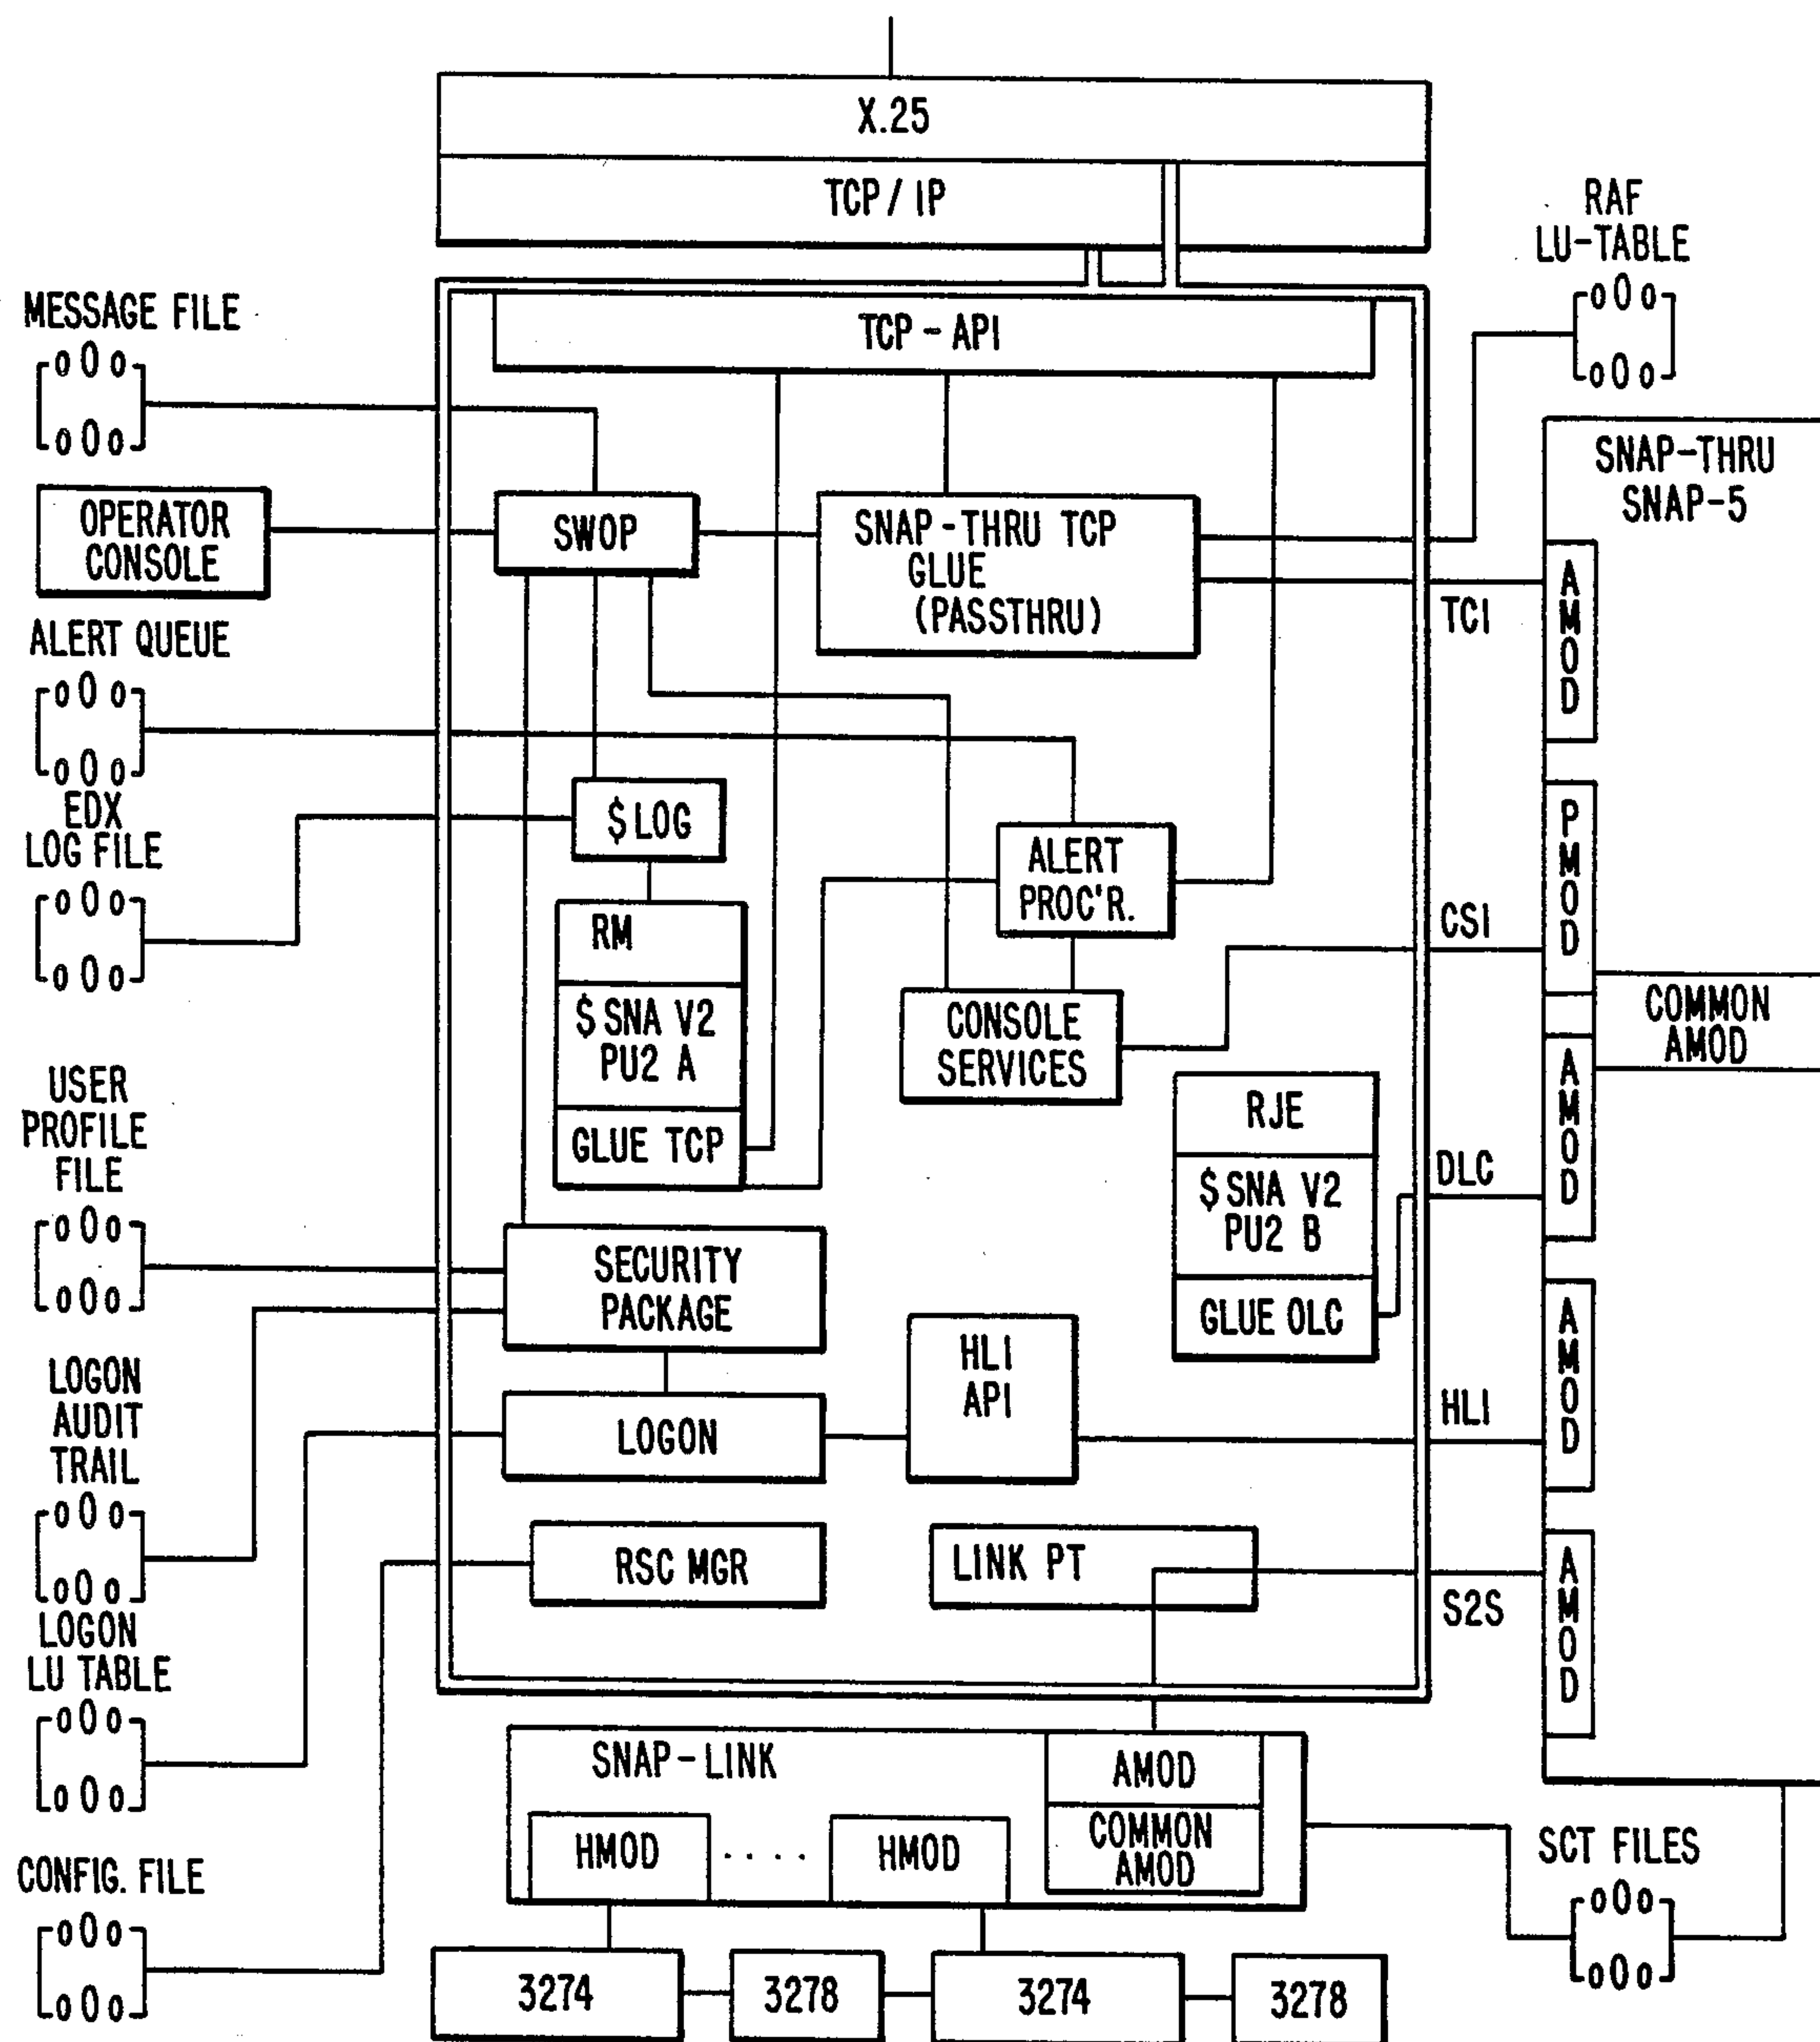 X.25
TCP/IP
RAF
LU-TABLE
MESSAGE FILE
TCP-API
SNAP-THRU
SNAP-5
OPERATOR
CONSOLE
SWOP
SNAP-THRU TCP
GLUE
(PASSTHRU)
TCI
AMOD
ALERT QUEUE
EDX
LOG FILE
$LOG
ALERT
PROC'R.
PMOD
CSI
RM
$SNA V2
PU2 A
GLUE TCP
CONSOLE
SERVICES
COMMON
AMOD
AMOD
USER
PROFILE
FILE
RJE
$SNA V2
PU2 B
GLUE OLC
DLC
SECURITY
PACKAGE
HLI
API
AMOD
LOGON
AUDIT
TRAIL
LOGON
HLI
RSC MGR
LINK PT
S2S
AMOD
LOGON
LU TABLE
SNAP-LINK
AMOD
COMMON
AMOD
HMOD
....
HMOD
SCT FILES
CONFIG. FILE
3274
3278
3274
3278